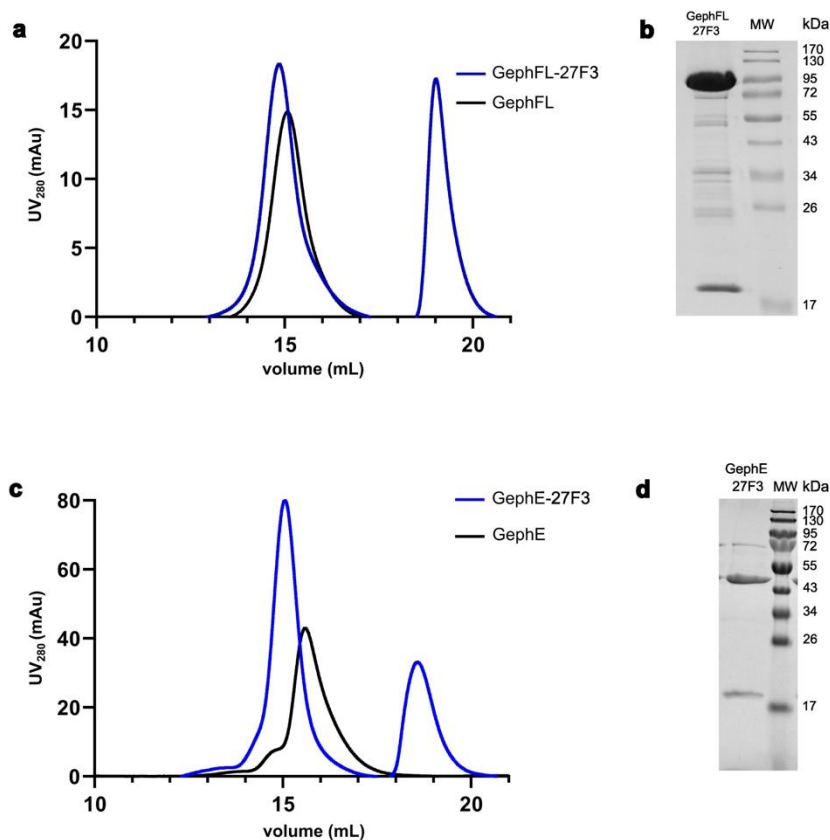 a
20
15
10
5
0
UV280 (mAu)
10
15
20
volume (mL)
GephFL-27F3
GephFL
b
GephFL
27F3
MW
kDa
170
130
95
72
55
43
34
26
17
c
80
60
40
20
0
UV280 (mAu)
10
15
20
volume (mL)
GephE-27F3
GephE
d
GephE
27F3 MW kDa
170
130
95
72
55
43
34
26
17